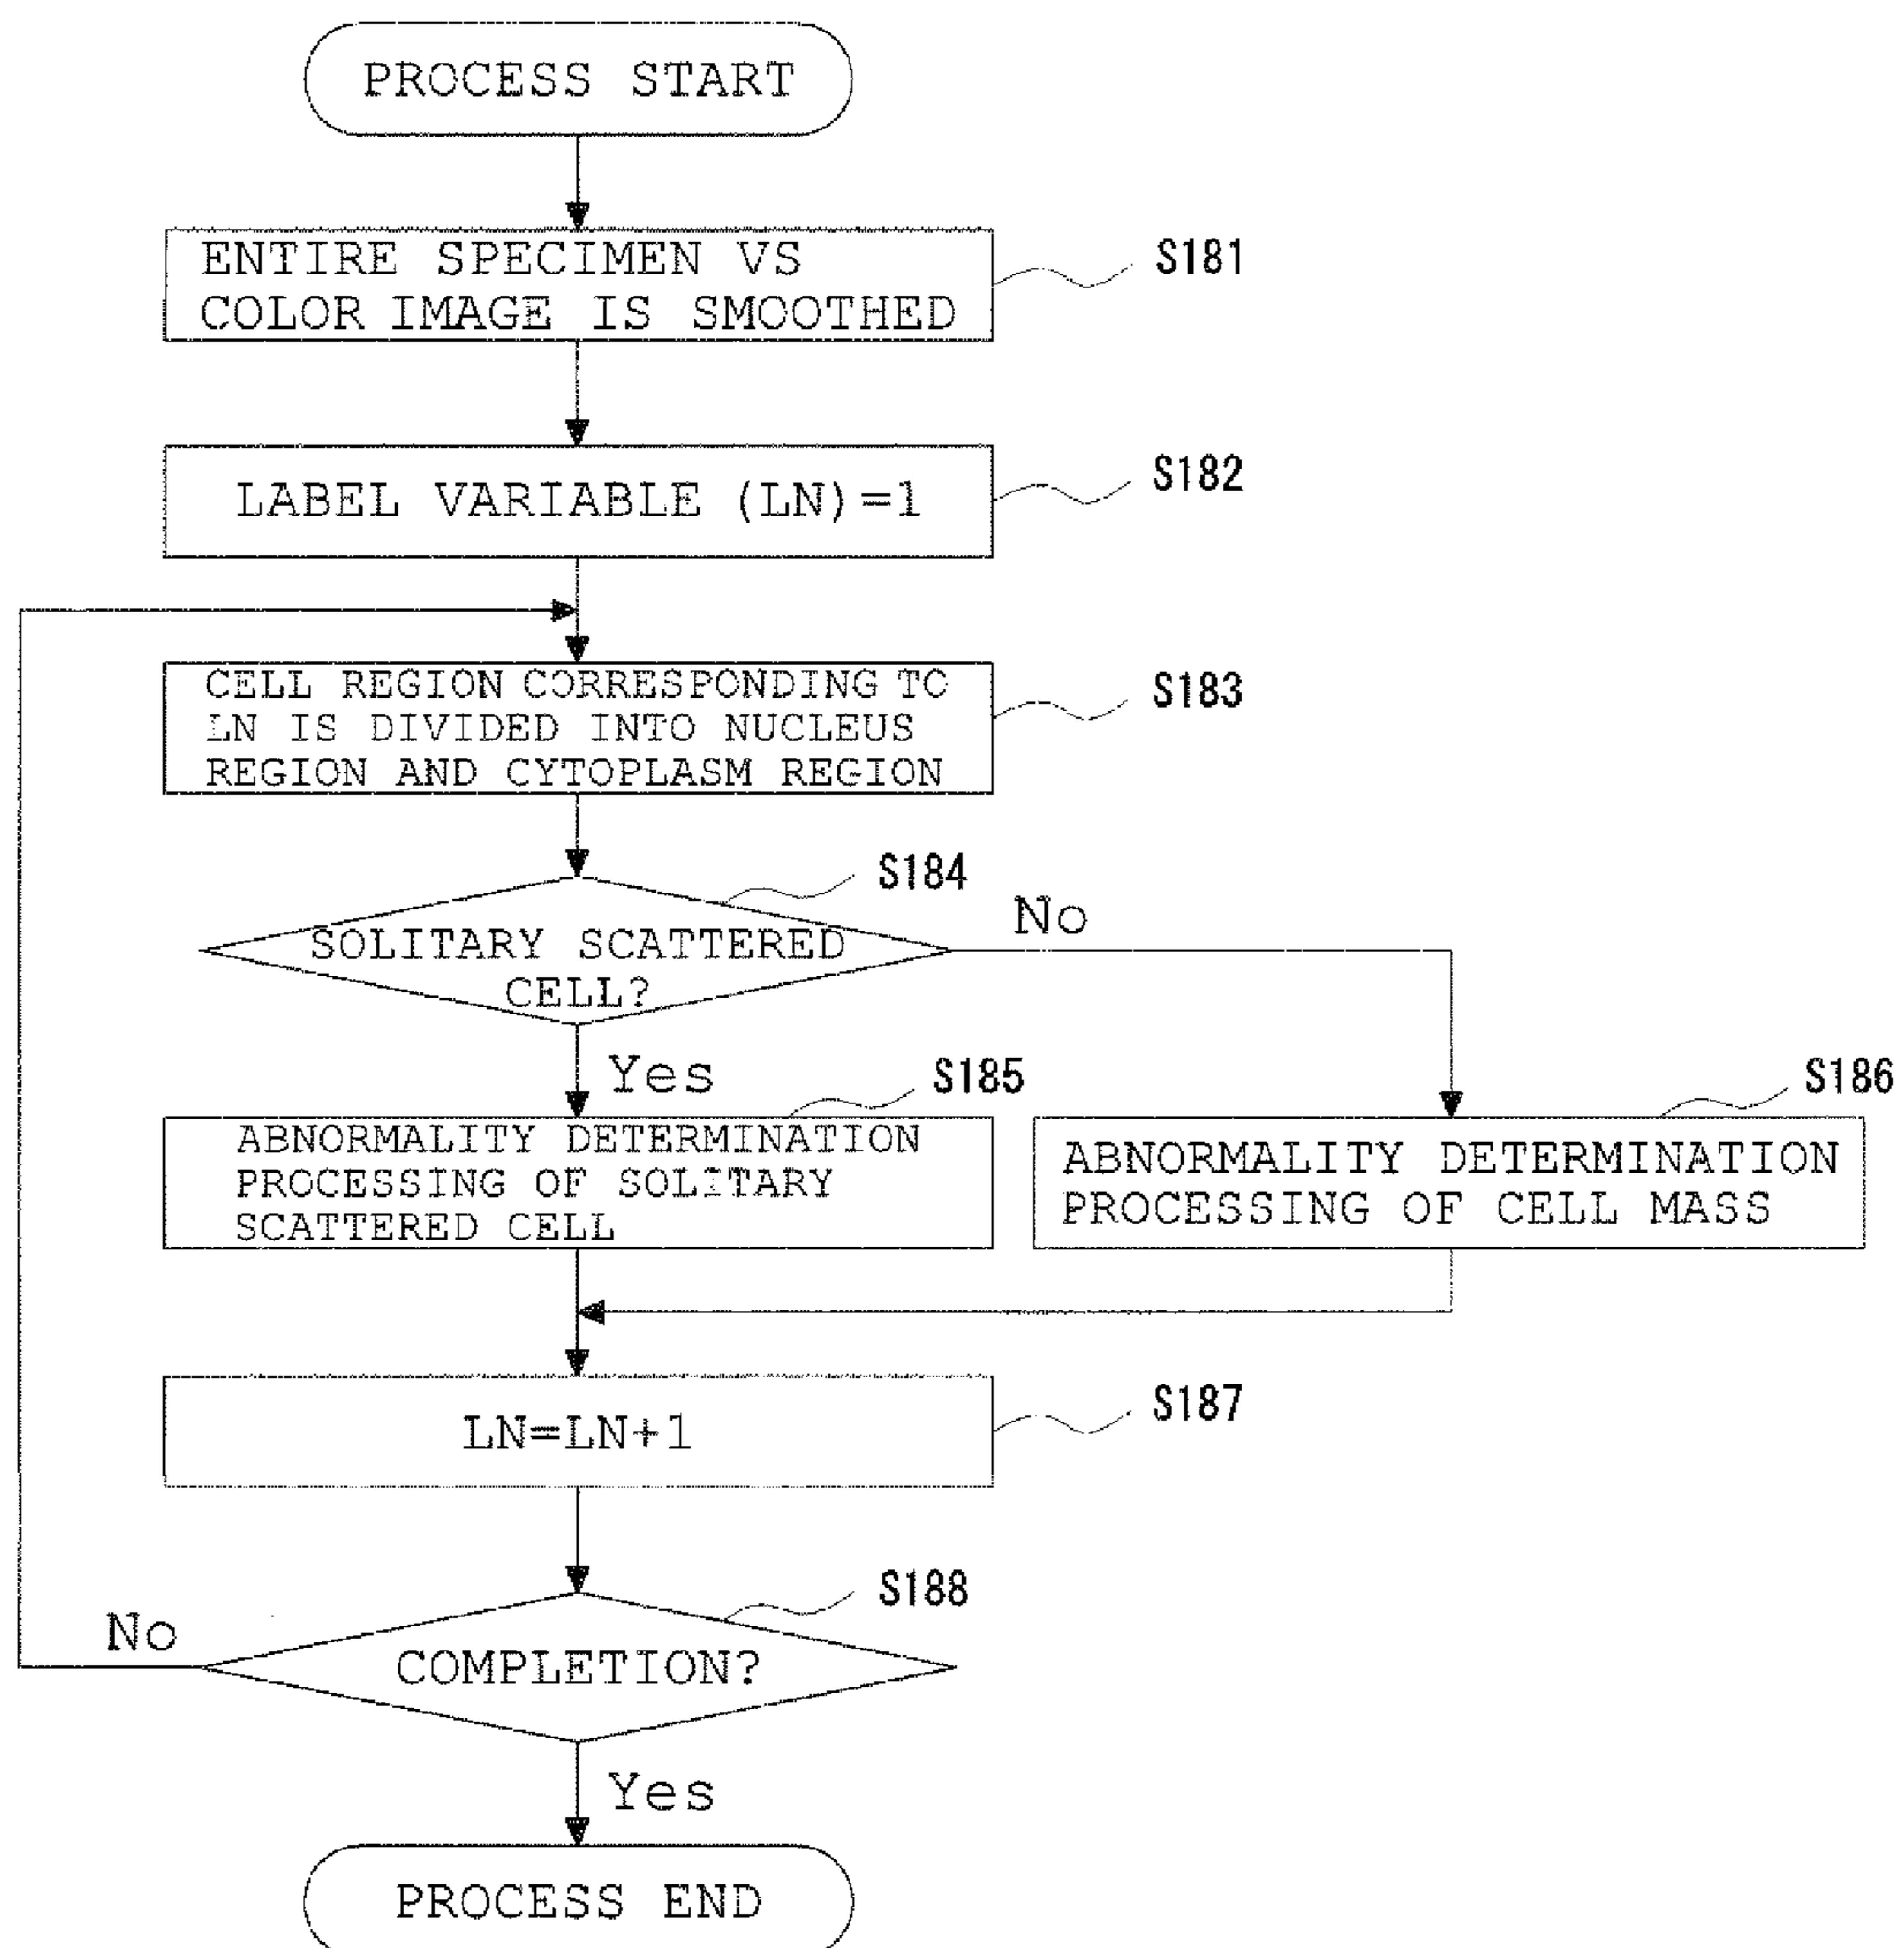 PROCESS START
ENTIRE SPECIMEN VS
COLOR IMAGE IS SMOOTHED
S181
LABEL VARIABLE (LN)=1
S182
CELL REGION CORRESPONDING TO
LN IS DIVIDED INTO NUCLEUS
REGION AND CYTOPLASM REGION
S183
S184
SOLITARY SCATTERED
CELL?
No
Yes
S185
ABNORMALITY DETERMINATION
PROCESSING OF SOLITARY
SCATTERED CELL
S186
ABNORMALITY DETERMINATION
PROCESSING OF CELL MASS
LN=LN+1
S187
S188
COMPLETION?
No
Yes
PROCESS END